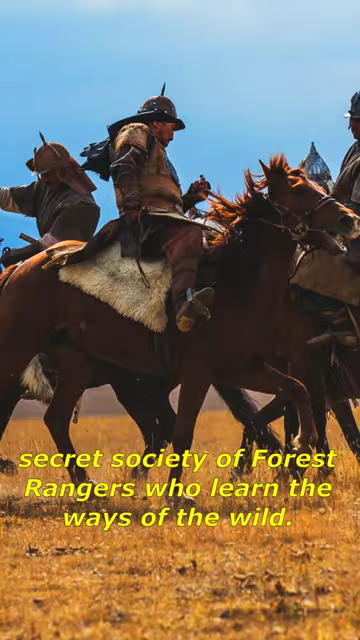 secret society of Forest
Rangers who learn the
ways of the wild.